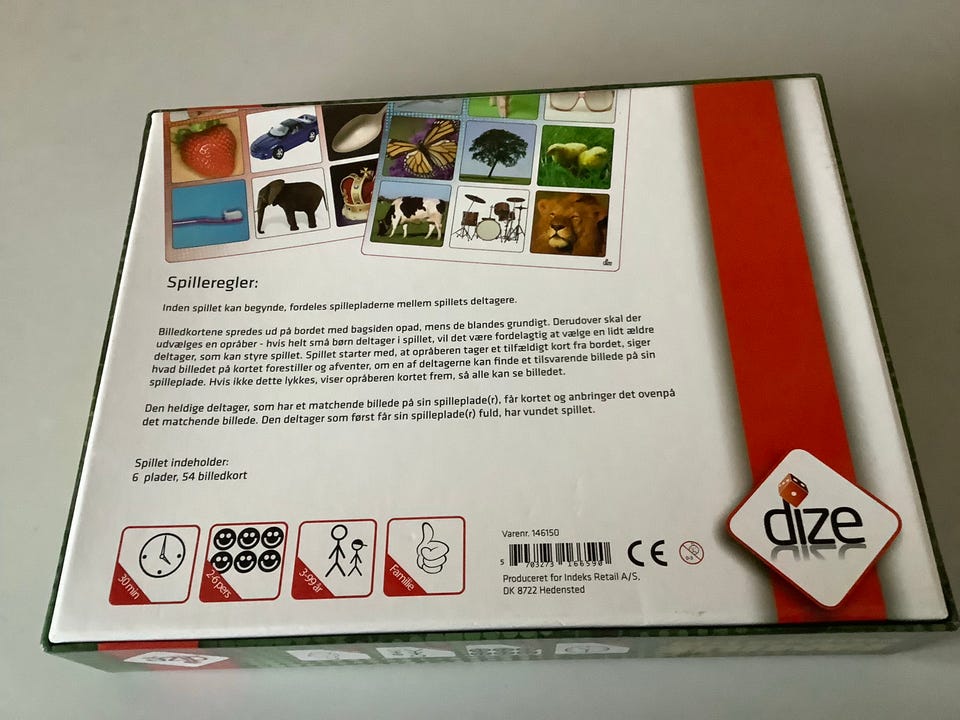 Spilleregler:
Inden spillet kan begynde, fordeles spillepladerne mellem spillets deltagere.
Billedkortene spredes ud på bordet med bagsiden opad, mens de blandes grundigt. Derudover skal der
udvælges en opråber - hvis helt små børn deltager i spillet, vil det være fordelagtig at vælge en lidt ældre
deltager, som kan styre spillet. Spillet starter med, at opråberen tager et tilfældigt kort fra bordet, siger
hvad billedet på kortet forestiller og afventer, om en af deltagerne kan finde et tilsvarende billede på sin
spilleplade. Hvis ikke dette lykkes, viser opråberen kortet frem, så alle kan se billedet.
Den heldige deltager, som har et matchende billede på sin spilleplade(r), får kortet og anbringer det ovenpå
det matchende billede. Den deltager som først får sin spilleplade(r) fuld, har vundet spillet.
Spillet indeholder:
6 plader, 54 billedkort
30 min
2-6 pers
3-99 år
Familie
Varenr. 146150
5 703273 166590
Produceret for Indeks Retail A/S.
DK 8722 Hedensted
CE
0-3
dize
dize